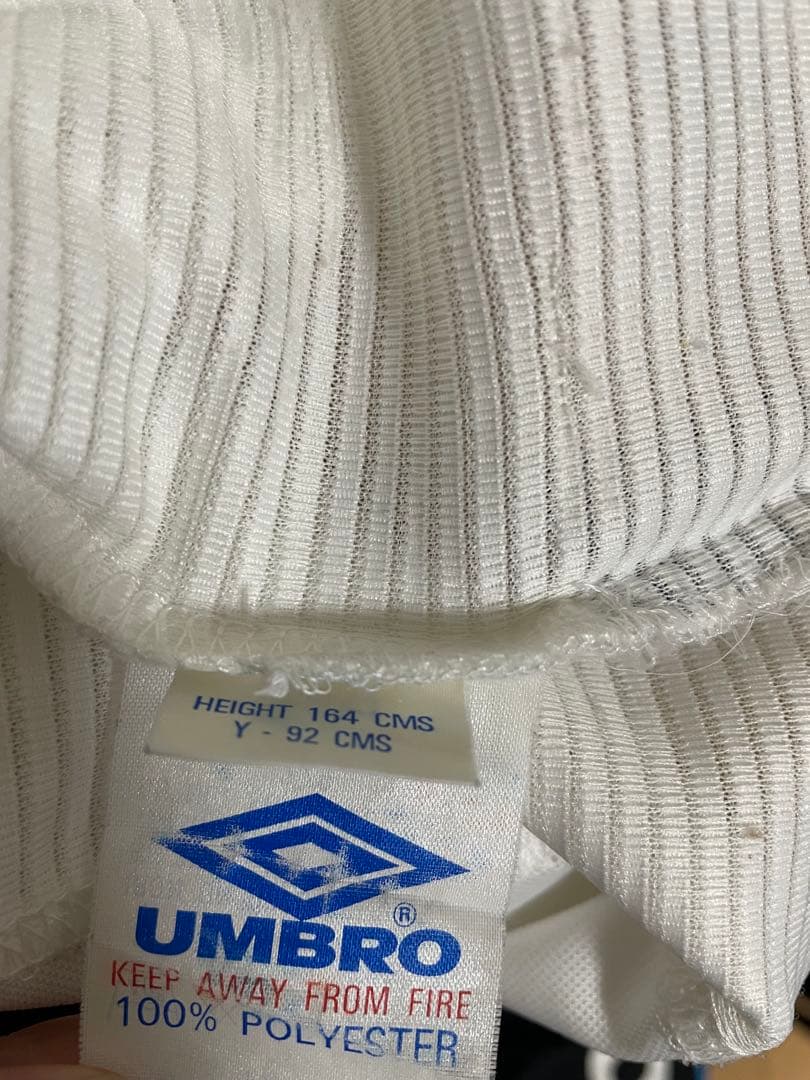 HEIGHT 164 CMS
Y - 92 CMS
®
UMBRO
KEEP AWAY FROM FIRE
100% POLYESTER